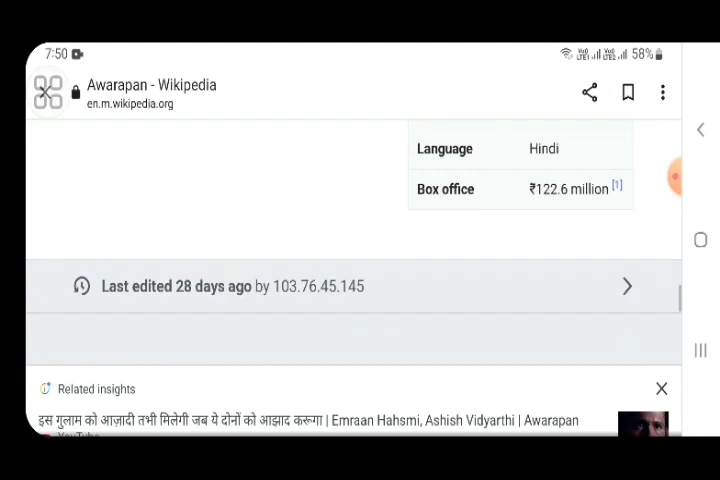 7:50 58%
Awarapan - Wikipedia
en.m.wikipedia.org
Language Hindi
Box office ₹122.6 million [1]
Last edited 28 days ago by 103.76.45.145
Related insights
इस गुलाम को आज़ादी तभी मिलेगी जब ये दोनों को आझाद करूगा | Emraan Hahsmi, Ashish Vidyarthi | Awarapan
YouTube